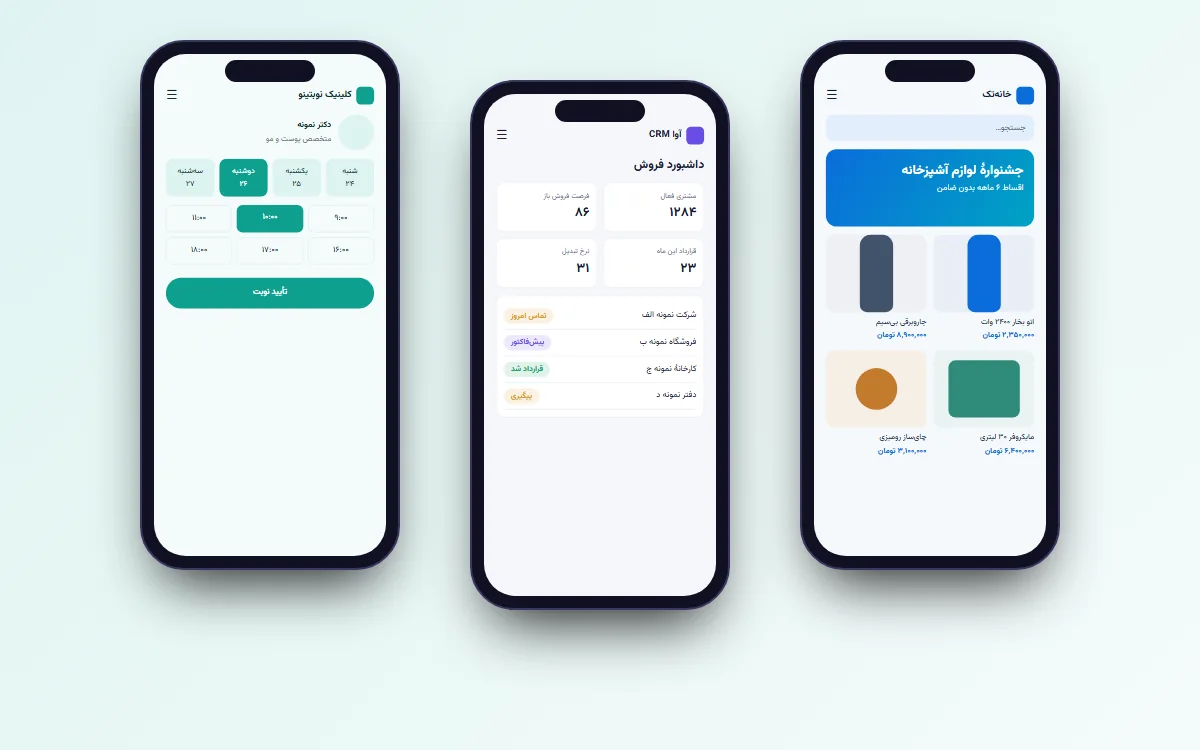 خانه‌تک
☰
جستجو...
جشنوارهٔ لوازم آشپزخانه
اقساط ۶ ماهه بدون ضامن
اتو بخار ۲۴۰۰ وات
۲,۳۵۰,۰۰۰ تومان
جاروبرقی بی‌سیم
۸,۹۰۰,۰۰۰ تومان
مایکروفر ۳۰ لیتری
۶,۴۰۰,۰۰۰ تومان
چای‌ساز رومیزی
۳,۱۰۰,۰۰۰ تومان
آوا CRM
☰
داشبورد فروش
مشتری فعال
۱۲۸۴
فرصت فروش باز
۸۶
قرارداد این ماه
۲۳
نرخ تبدیل
۳۱
شرکت نمونه الف تماس امروز
فروشگاه نمونه ب پیش‌فاکتور
کارخانهٔ نمونه ج قرارداد شد
دفتر نمونه د پیگیری
کلینیک نوبتینو
☰
دکتر نمونه
متخصص پوست و مو
شنبه یکشنبه دوشنبه سه‌شنبه
۲۴ ۲۵ ۲۶ ۲۷
۹:۰۰ ۱۰:۰۰ ۱۱:۰۰
۱۶:۰۰ ۱۷:۰۰ ۱۸:۰۰
تأیید نوبت